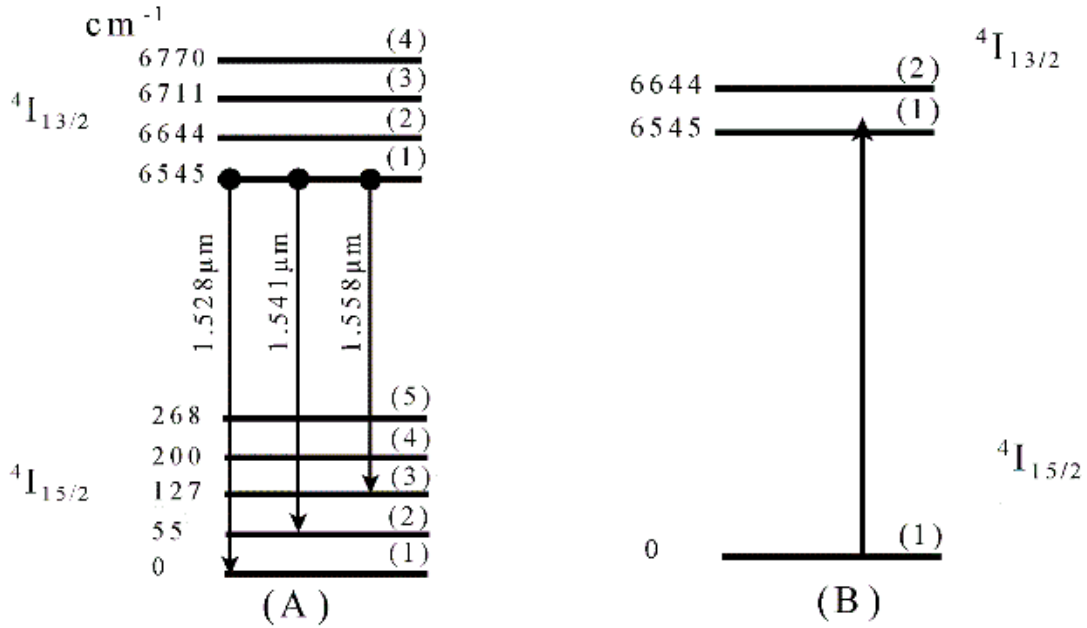 cm⁻¹
6770 (4)
6711 (3)
⁴I₁₃/₂
6644 (2)
6545 (1)
1.528µm 1.541µm 1.558µm
268 (5)
200 (4)
⁴I₁₅/₂
127 (3)
55 (2)
0 (1)
(A)
⁴I₁₃/₂
6644 (2)
6545 (1)
⁴I₁₅/₂
0 (1)
(B)